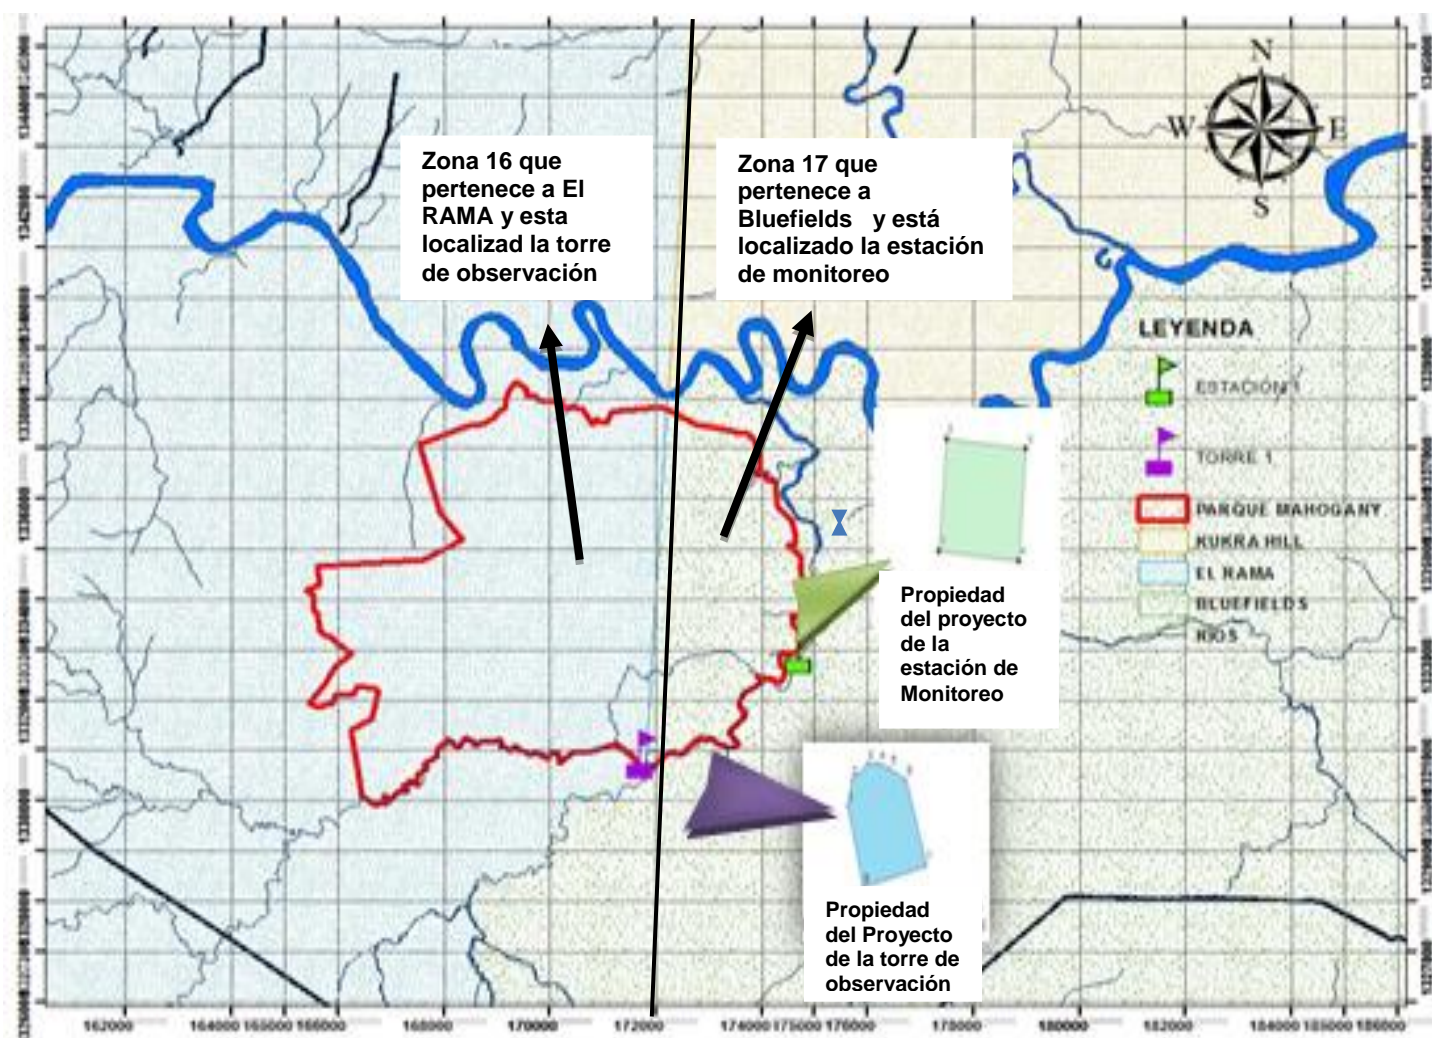 N
W
E
S
Zona 16 que
pertenece a El
RAMA y esta
localizad la torre
de observación
Zona 17 que
pertenece a
Bluefields y está
localizado la estación
de monitoreo
LEYENDA
ESTACIÓN 1
TORRE 1
PARQUE MAHOGANY
KUKRA HILL
EL RAMA
BLUEFIELDS
RIOS
Propiedad
del proyecto
de la
estación de
Monitoreo
Propiedad
del Proyecto
de la torre de
observación
162000 164000 165000 166000 168000 170000 172000 174000 175000 176000 178000 180000 182000 184000 185000 186000